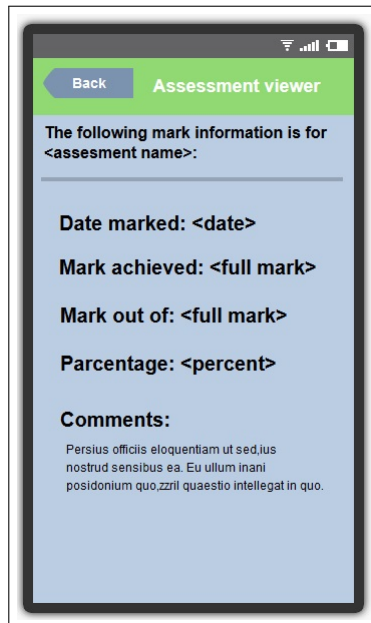 Back
Assessment viewer
The following mark information is for
<assesment name>:
Date marked: <date>
Mark achieved: <full mark>
Mark out of: <full mark>
Parcentage: <percent>
Comments:
Persius officiis eloquentiam ut sed,ius
nostrud sensibus ea. Eu ullum inani
posidonium quo,zzril quaestio intellegat in quo.